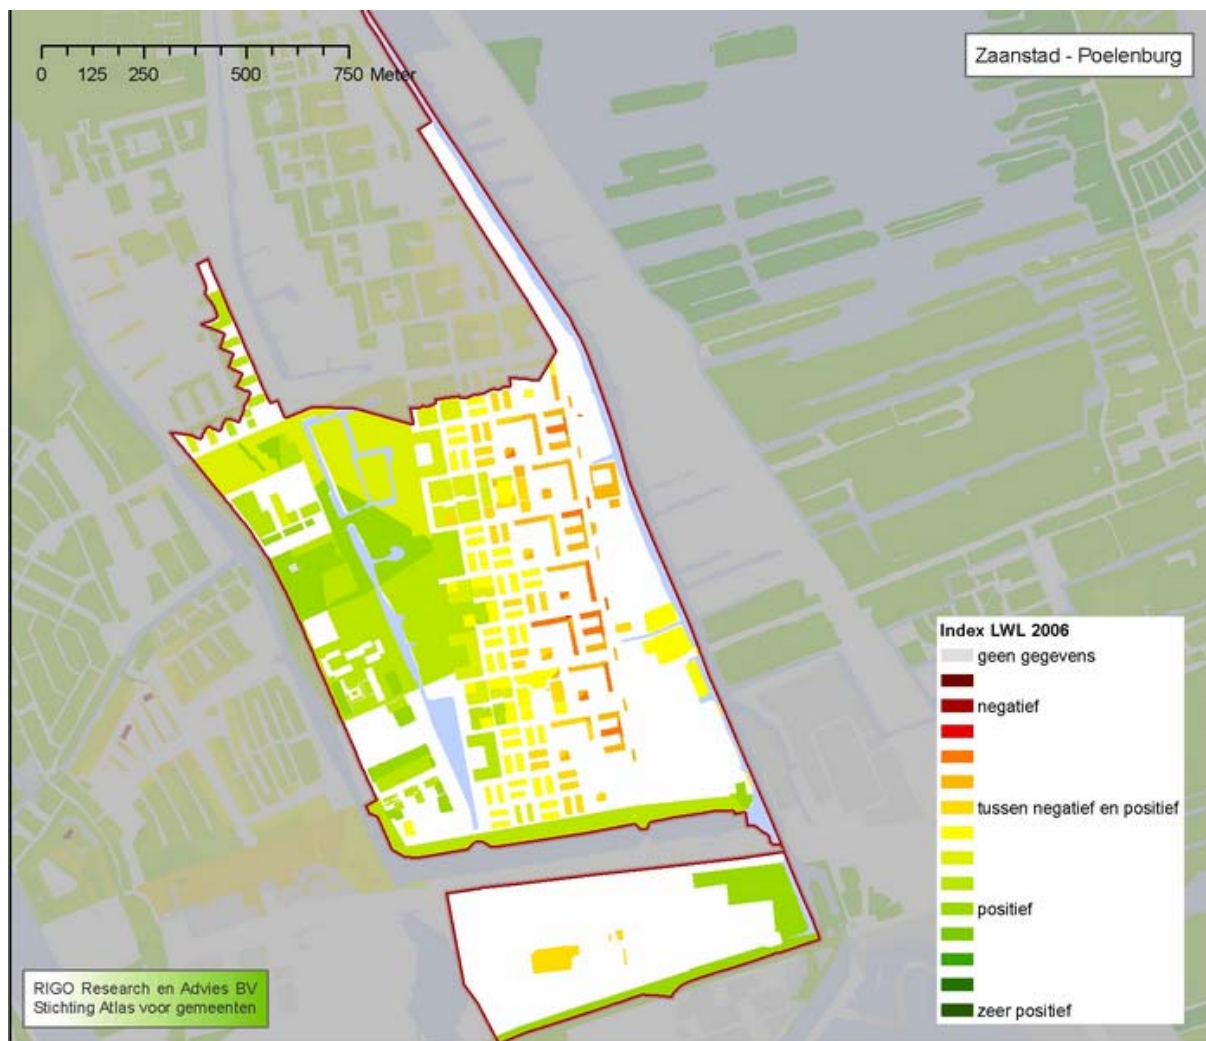 Zaanstad - Poelenburg
0 125 250 500 750 Meter
Index LWL 2006
geen gegevens
negatief
tussen negatief en positief
positief
zeer positief
RIGO Research en Advies BV
Stichting Atlas voor gemeenten